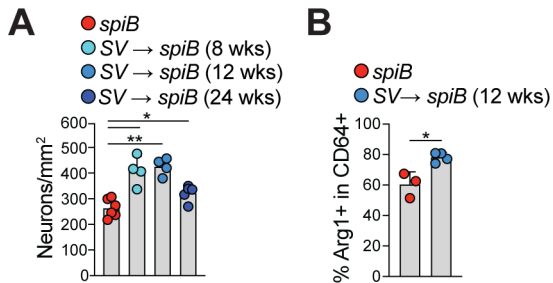 A
spiB
SV → spiB (8 wks)
SV → spiB (12 wks)
SV → spiB (24 wks)
Neurons/mm²
600
500
400
300
200
100
0
*
**
B
spiB
SV→ spiB (12 wks)
% Arg1+ in CD64+
100
80
60
40
20
0
*